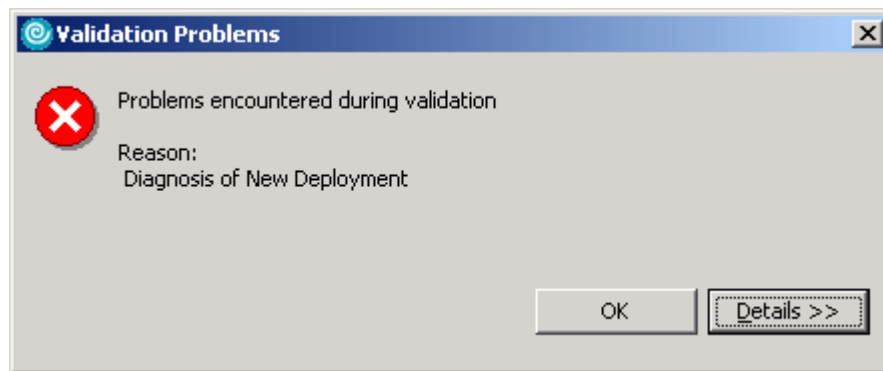 Validation Problems
Problems encountered during validation
Reason:
Diagnosis of New Deployment
OK
Details >>